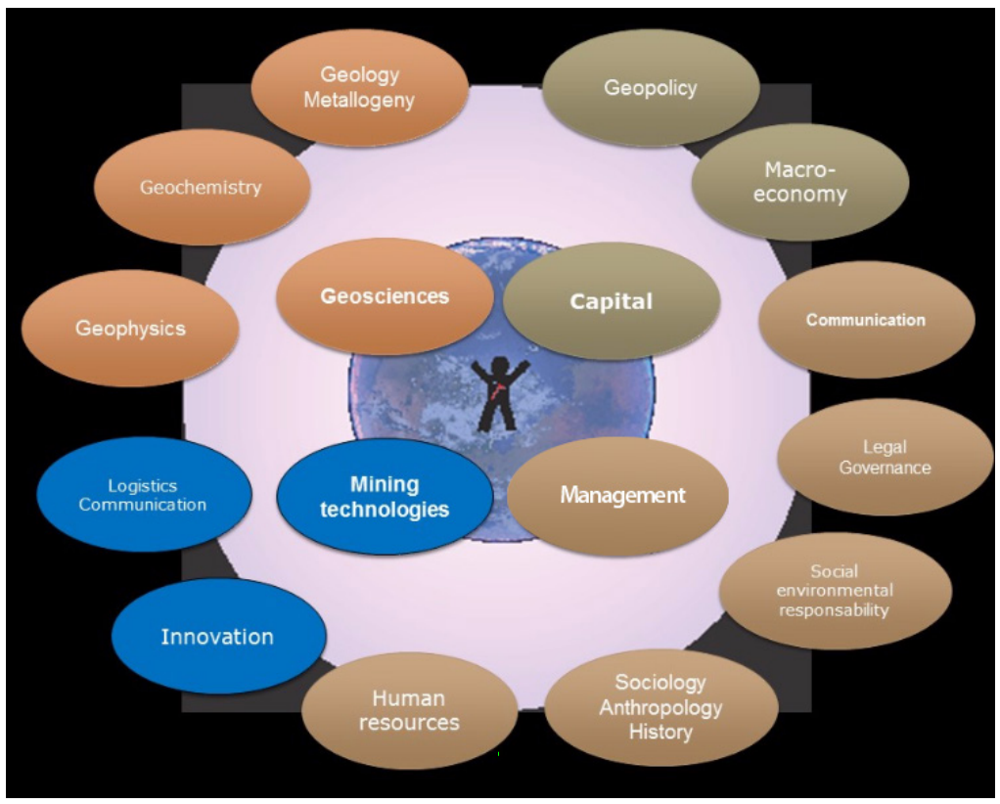 Geology
Metallogeny
Geopolicy
Geochemistry
Macro-
economy
Geosciences
Capital
Geophysics
Communication
Logistics
Communication
Mining
technologies
Management
Legal
Governance
Social
environmental
responsability
Innovation
Human
resources
Sociology
Anthropology
History